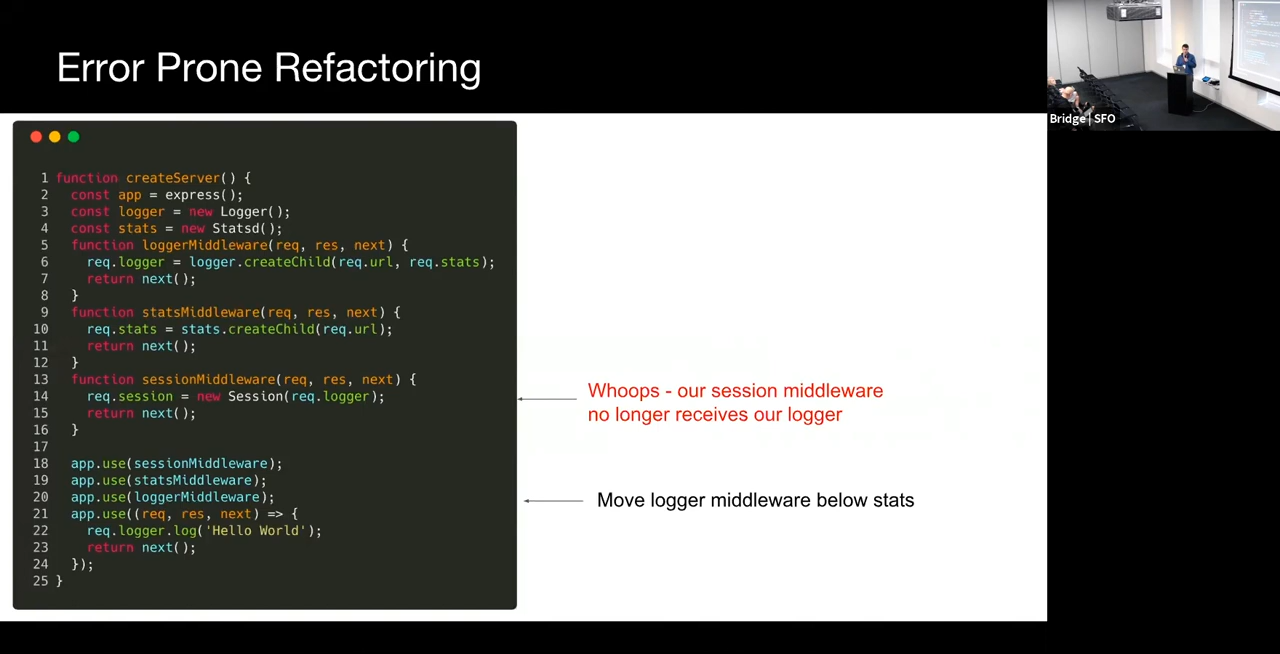 Error Prone Refactoring
Bridge | SFO
1 function createServer() {
2 const app = express();
3 const logger = new Logger();
4 const stats = new Statsd();
5 function loggerMiddleware(req, res, next) {
6 req.logger = logger.createChild(req.url, req.stats);
7 return next();
8 }
9 function statsMiddleware(req, res, next) {
10 req.stats = stats.createChild(req.url);
11 return next();
12 }
13 function sessionMiddleware(req, res, next) {
14 req.session = new Session(req.logger);
15 return next();
16 }
17
18 app.use(sessionMiddleware);
19 app.use(statsMiddleware);
20 app.use(loggerMiddleware);
21 app.use((req, res, next) => {
22 req.logger.log('Hello World');
23 return next();
24 });
25 }
Whoops - our session middleware
no longer receives our logger
Move logger middleware below stats